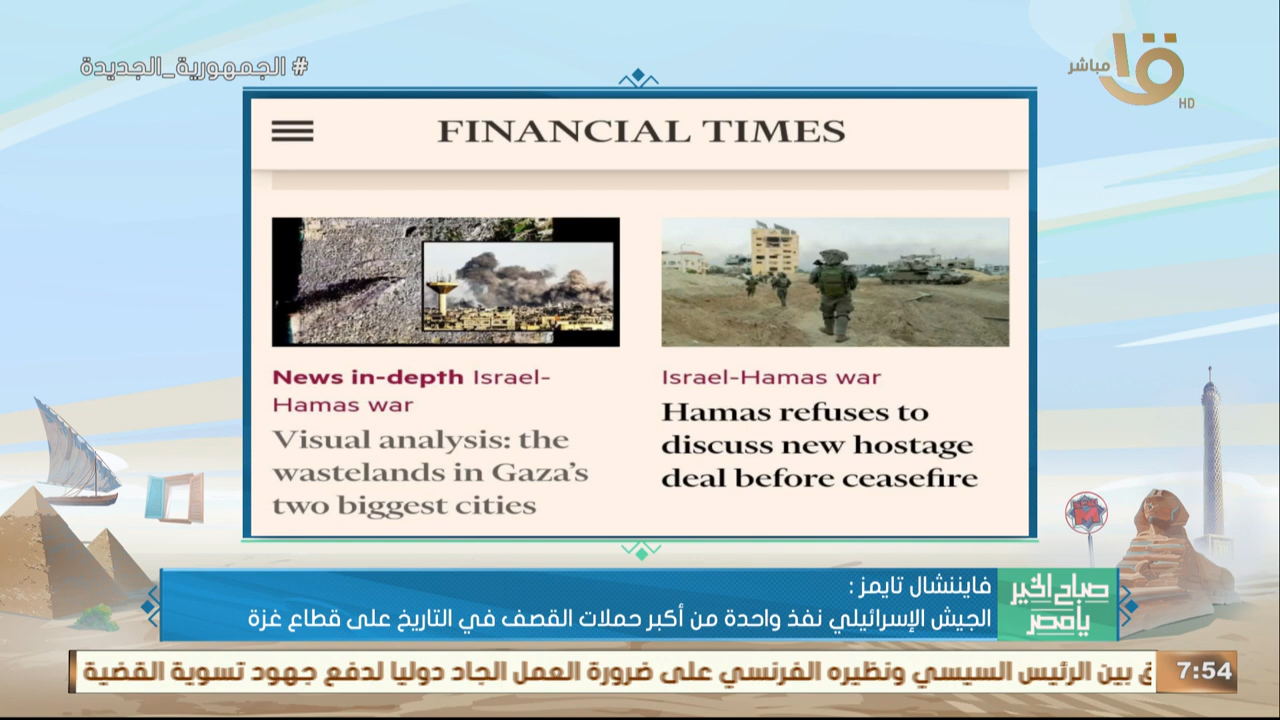 # الجمهورية_الجديدة
مباشر
HD
FINANCIAL TIMES
News in-depth Israel-
Hamas war
Visual analysis: the
wastelands in Gaza's
two biggest cities
Israel-Hamas war
Hamas refuses to
discuss new hostage
deal before ceasefire
صباح الخير
يا مصر
فايننشال تايمز :
الجيش الإسرائيلي نفذ واحدة من أكبر حملات القصف في التاريخ على قطاع غزة
بين الرئيس السيسي ونظيره الفرنسي على ضرورة العمل الجاد دوليا لدفع جهود تسوية القضية
7:54